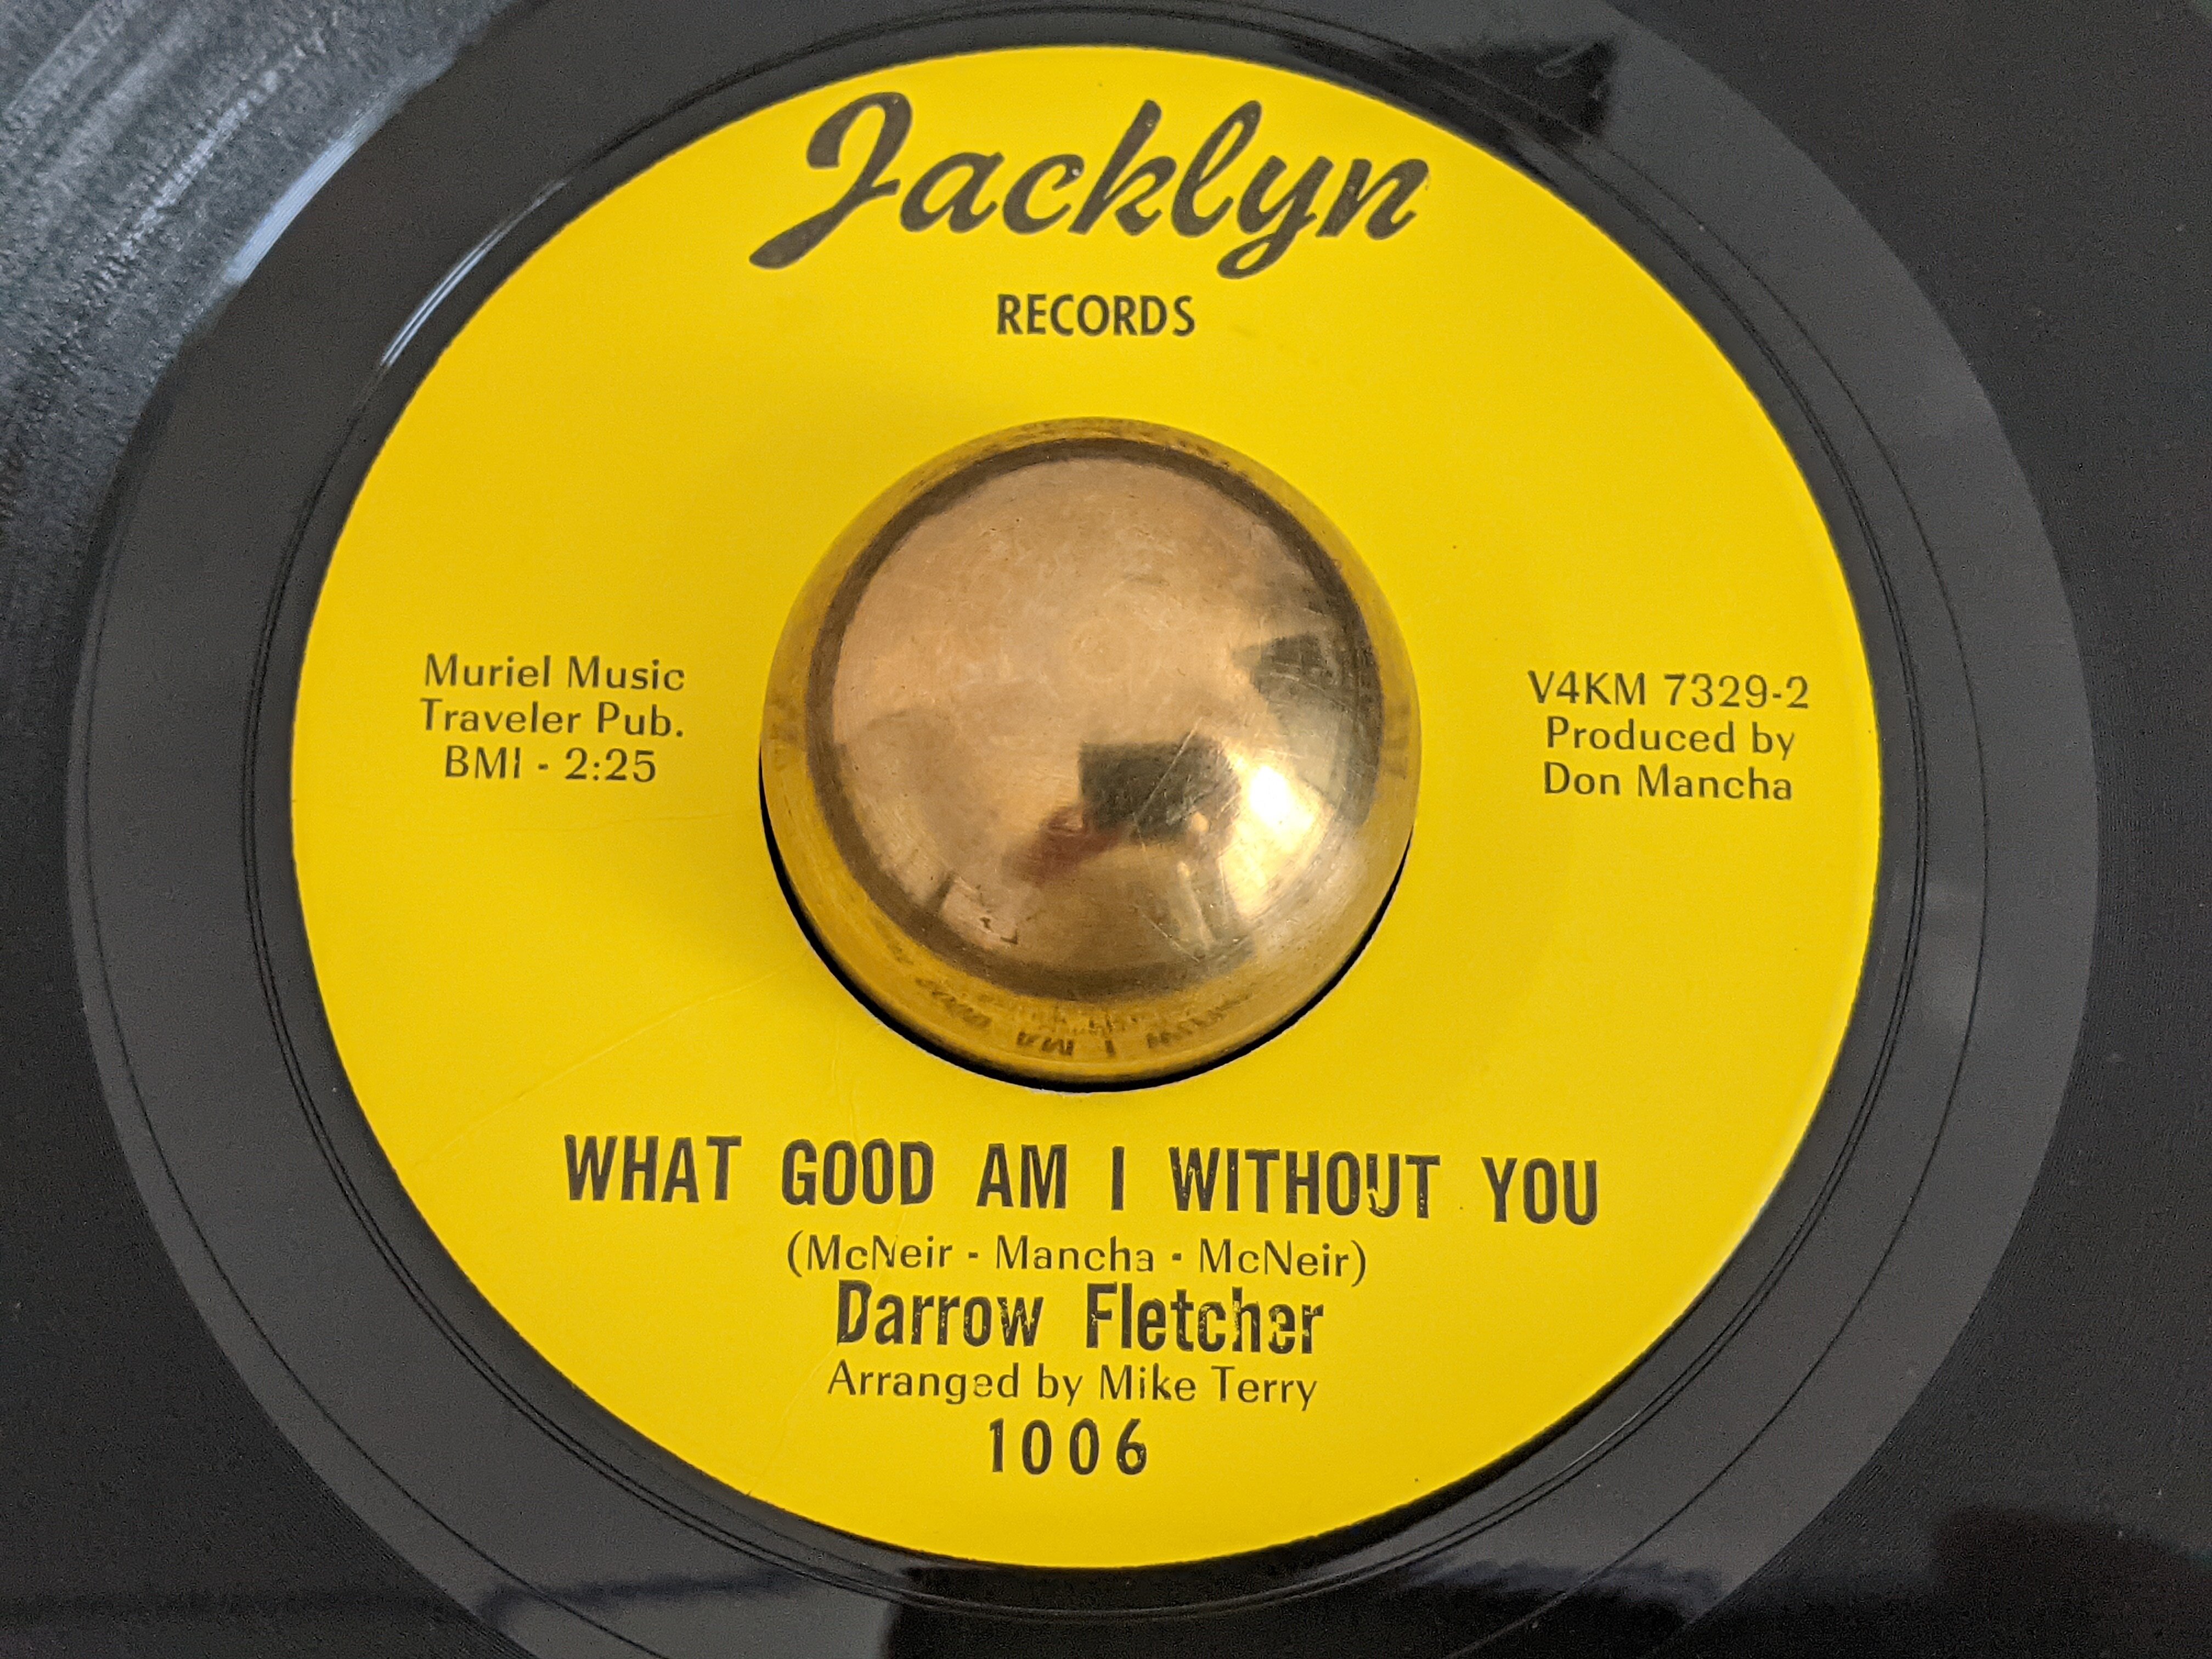 Jacklyn
RECORDS
Muriel Music
Traveler Pub.
BMI - 2:25
V4KM 7329-2
Produced by
Don Mancha
WHAT GOOD AM I WITHOUT YOU
(McNeir - Mancha - McNeir)
Darrow Fletcher
Arranged by Mike Terry
1006